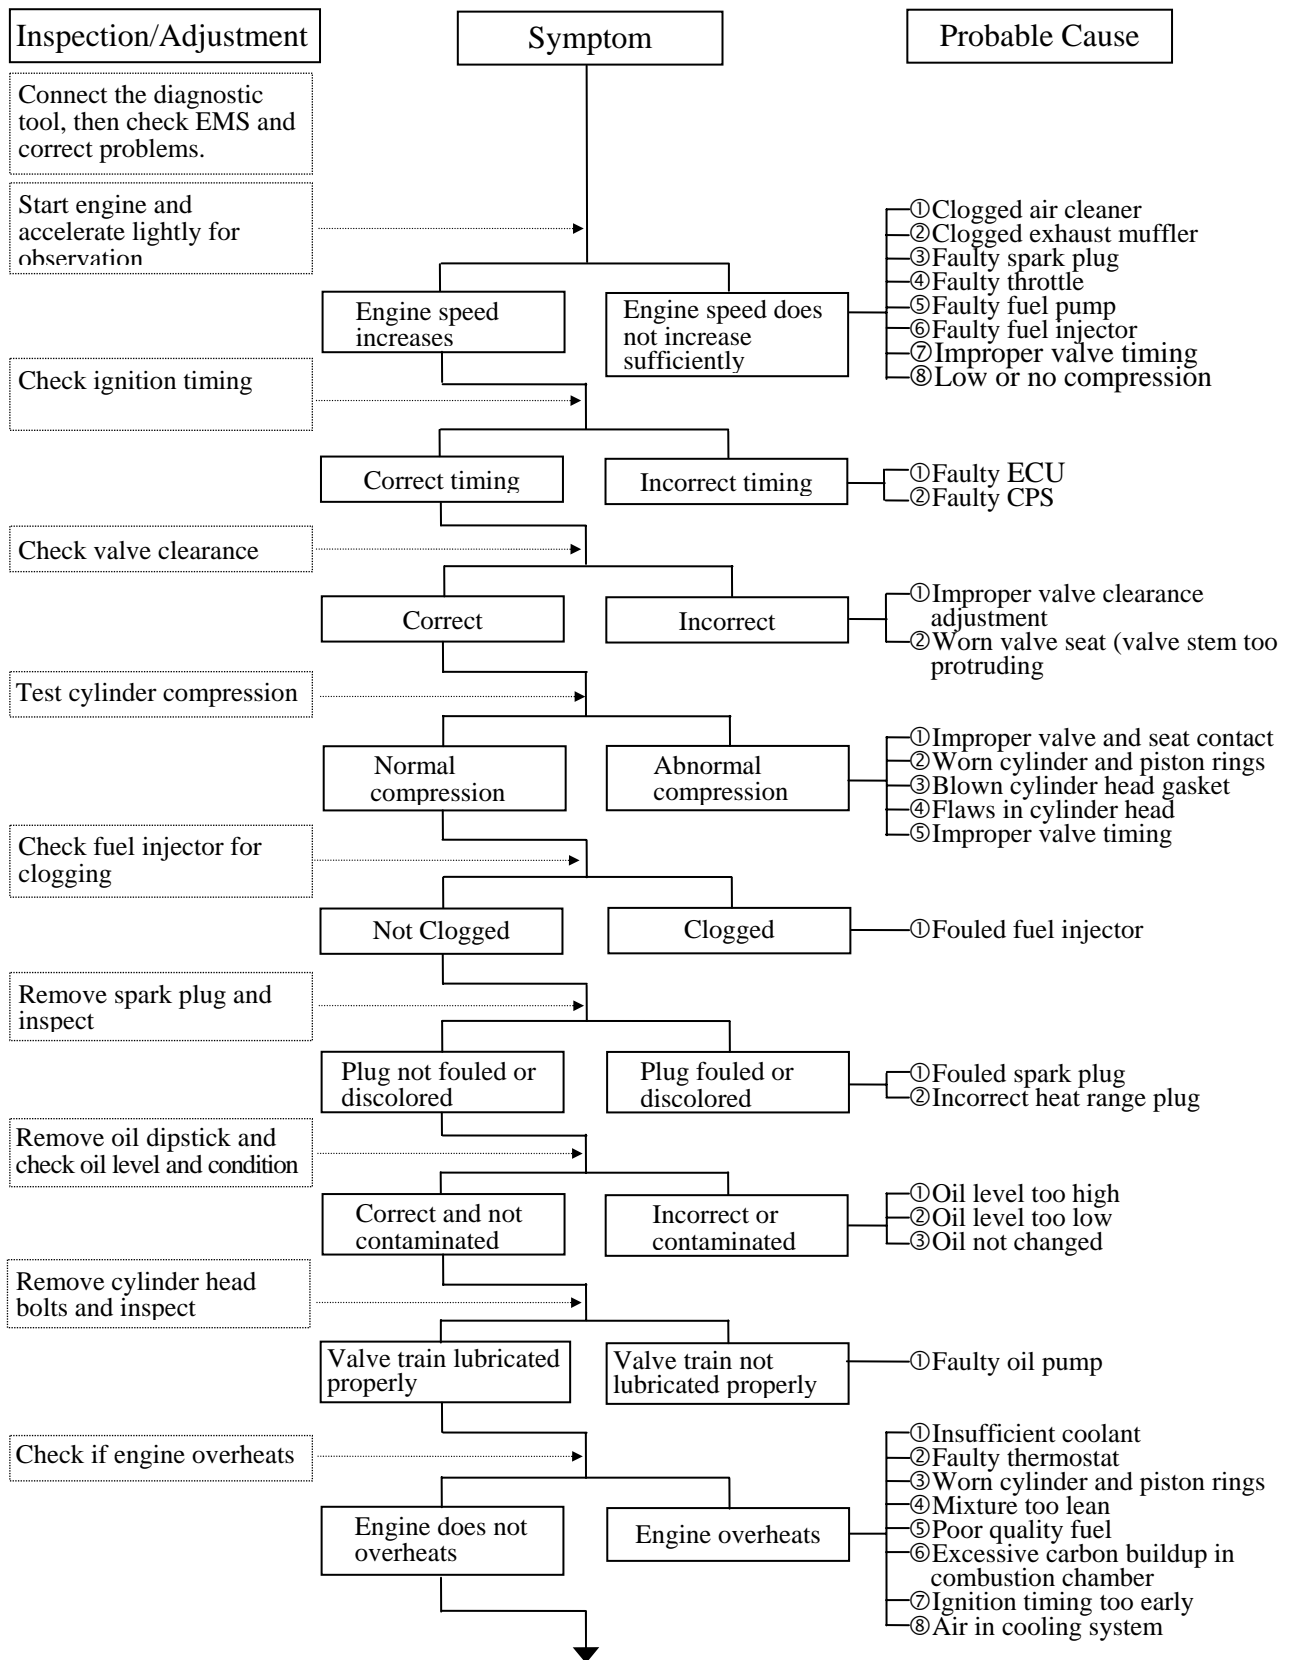 Inspection/Adjustment
Symptom
Probable Cause
Connect the diagnostic
tool, then check EMS and
correct problems.
Start engine and
accelerate lightly for
observation
①Clogged air cleaner
②Clogged exhaust muffler
③Faulty spark plug
④Faulty throttle
⑤Faulty fuel pump
⑥Faulty fuel injector
⑦Improper valve timing
⑧Low or no compression
Engine speed
increases
Engine speed does
not increase
sufficiently
Check ignition timing
Correct timing
Incorrect timing
①Faulty ECU
②Faulty CPS
Check valve clearance
Correct
Incorrect
①Improper valve clearance
adjustment
②Worn valve seat (valve stem too
protruding
Test cylinder compression
Normal
compression
Abnormal
compression
①Improper valve and seat contact
②Worn cylinder and piston rings
③Blown cylinder head gasket
④Flaws in cylinder head
⑤Improper valve timing
Check fuel injector for
clogging
Not Clogged
Clogged
①Fouled fuel injector
Remove spark plug and
inspect
Plug not fouled or
discolored
Plug fouled or
discolored
①Fouled spark plug
②Incorrect heat range plug
Remove oil dipstick and
check oil level and condition
Correct and not
contaminated
Incorrect or
contaminated
①Oil level too high
②Oil level too low
③Oil not changed
Remove cylinder head
bolts and inspect
Valve train lubricated
properly
Valve train not
lubricated properly
①Faulty oil pump
Check if engine overheats
Engine does not
overheats
Engine overheats
①Insufficient coolant
②Faulty thermostat
③Worn cylinder and piston rings
④Mixture too lean
⑤Poor quality fuel
⑥Excessive carbon buildup in
combustion chamber
⑦Ignition timing too early
⑧Air in cooling system